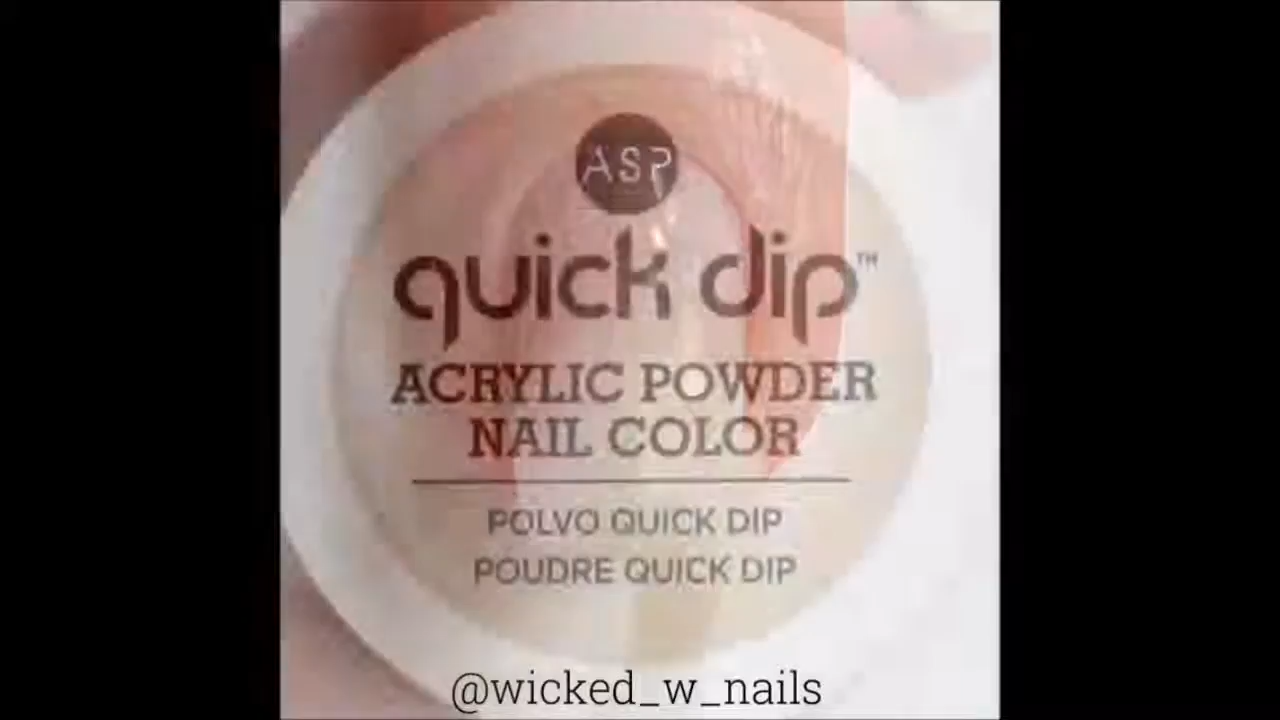 ASP
quick dip™
ACRYLIC POWDER
NAIL COLOR
POLVO QUICK DIP
POUDRE QUICK DIP
@wicked_w_nails